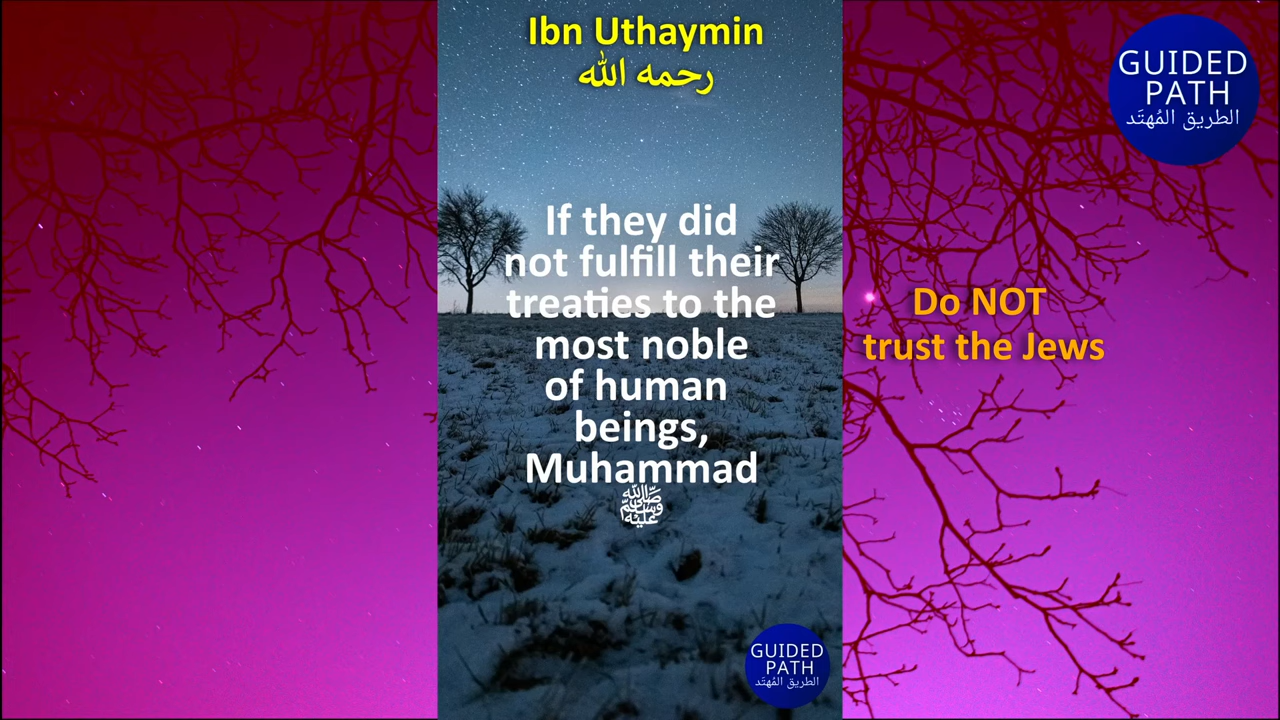 Ibn Uthaymin
رحمه الله
GUIDED
PATH
الطريق المُهتَد
If they did
not fulfill their
treaties to the
most noble
of human
beings,
Muhammad
ﷺ
Do NOT
trust the Jews
GUIDED
PATH
الطريق المُهتَد